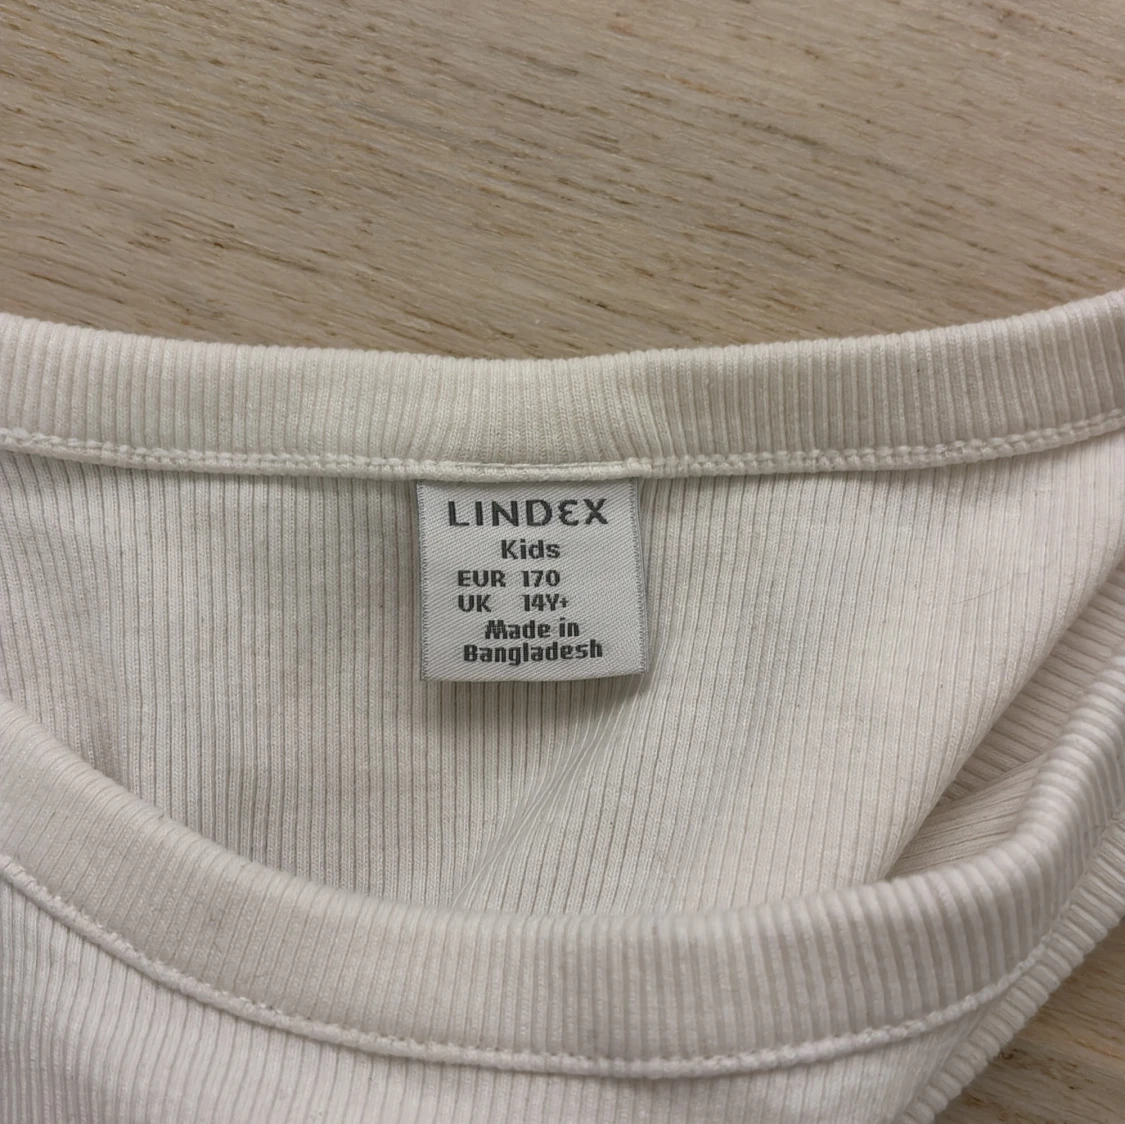 LINDEX
Kids
EUR 170
UK 14Y+
Made in
Bangladesh